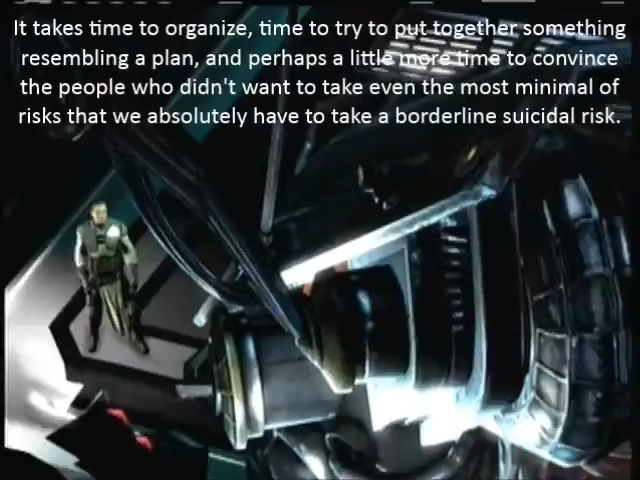 It takes time to organize, time to try to put together something
resembling a plan, and perhaps a little more time to convince
the people who didn't want to take even the most minimal of
risks that we absolutely have to take a borderline suicidal risk.